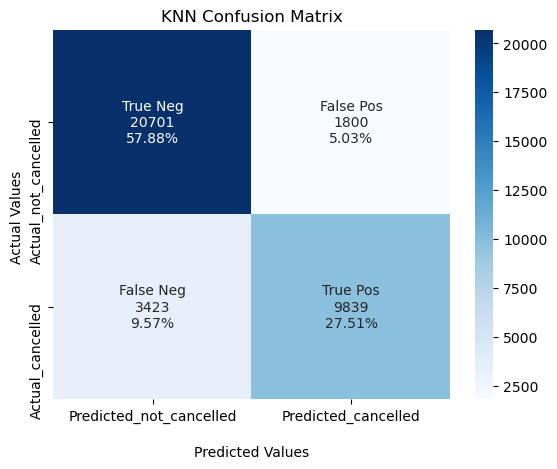 KNN Confusion Matrix
True Neg
20701
57.88%
False Pos
1800
5.03%
False Neg
3423
9.57%
True Pos
9839
27.51%
Actual Values
Actual_not_cancelled
Actual_cancelled
Predicted_not_cancelled
Predicted_cancelled
Predicted Values
20000
17500
15000
12500
10000
7500
5000
2500